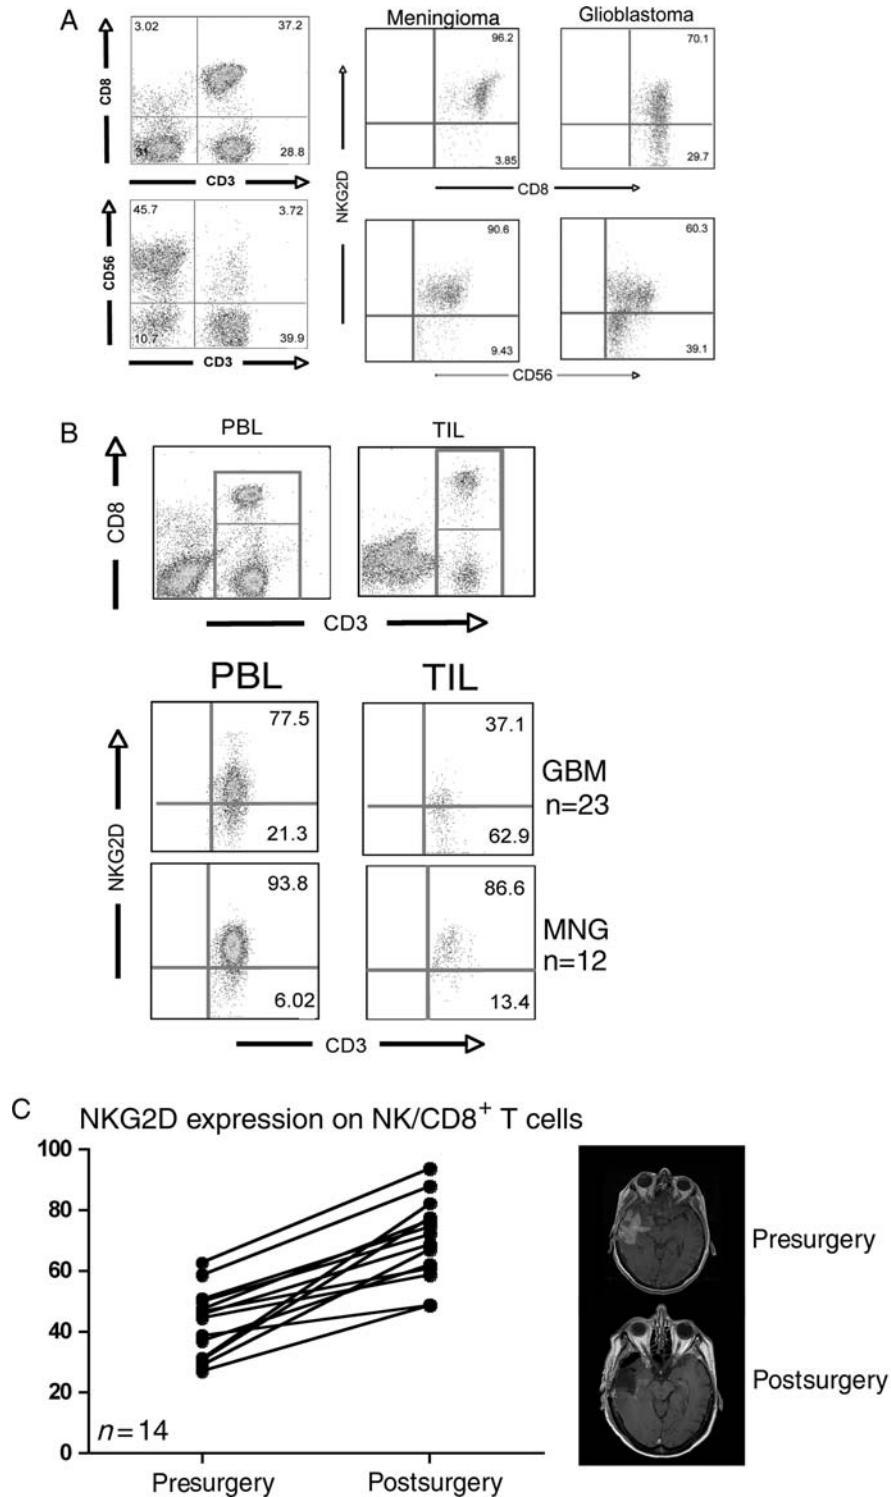 A
Meningioma
Glioblastoma
3.02
37.2
CD8
31
28.8
CD3
96.2
3.85
70.1
29.7
CD8
NKG2D
45.7
3.72
CD56
10.7
39.9
CD3
90.6
9.43
60.3
39.1
CD56
B
PBL
TIL
CD8
CD3
PBL
TIL
77.5
21.3
37.1
62.9
GBM
n=23
NKG2D
93.8
6.02
86.6
13.4
MNG
n=12
CD3
C
NKG2D expression on NK/CD8+ T cells
100
80
60
40
20
0
n=14
Presurgery
Postsurgery
Presurgery
Postsurgery